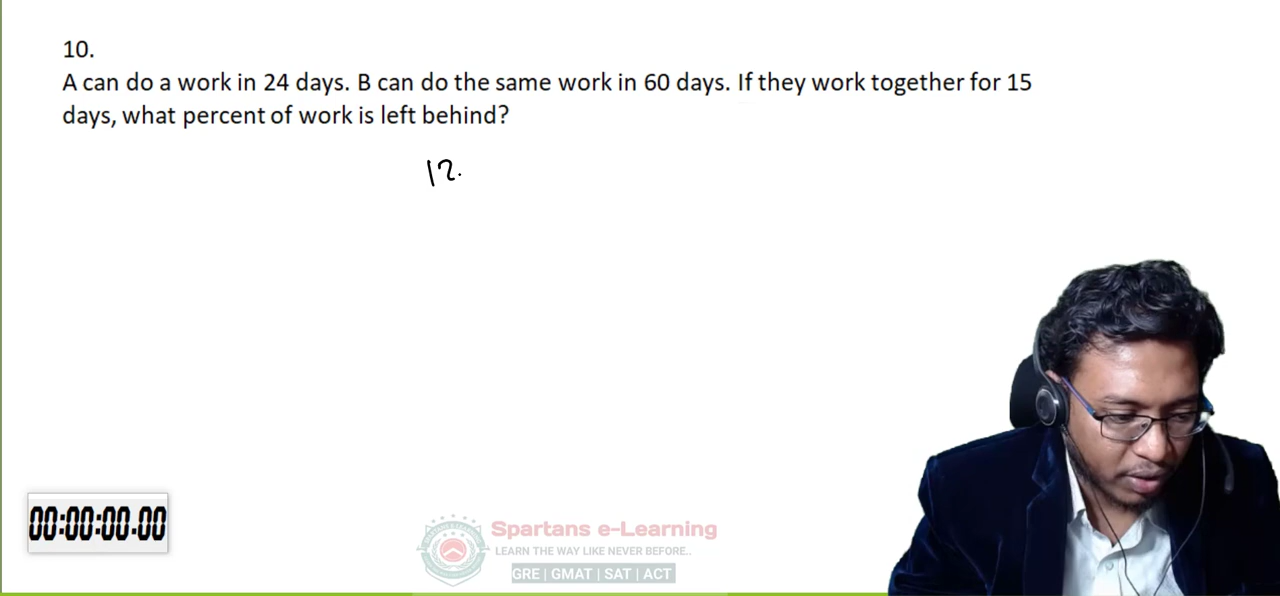 10.
A can do a work in 24 days. B can do the same work in 60 days. If they work together for 15
days, what percent of work is left behind?
12.
00:00:00.00
Spartans e-Learning
LEARN THE WAY LIKE NEVER BEFORE..
GRE | GMAT | SAT | ACT